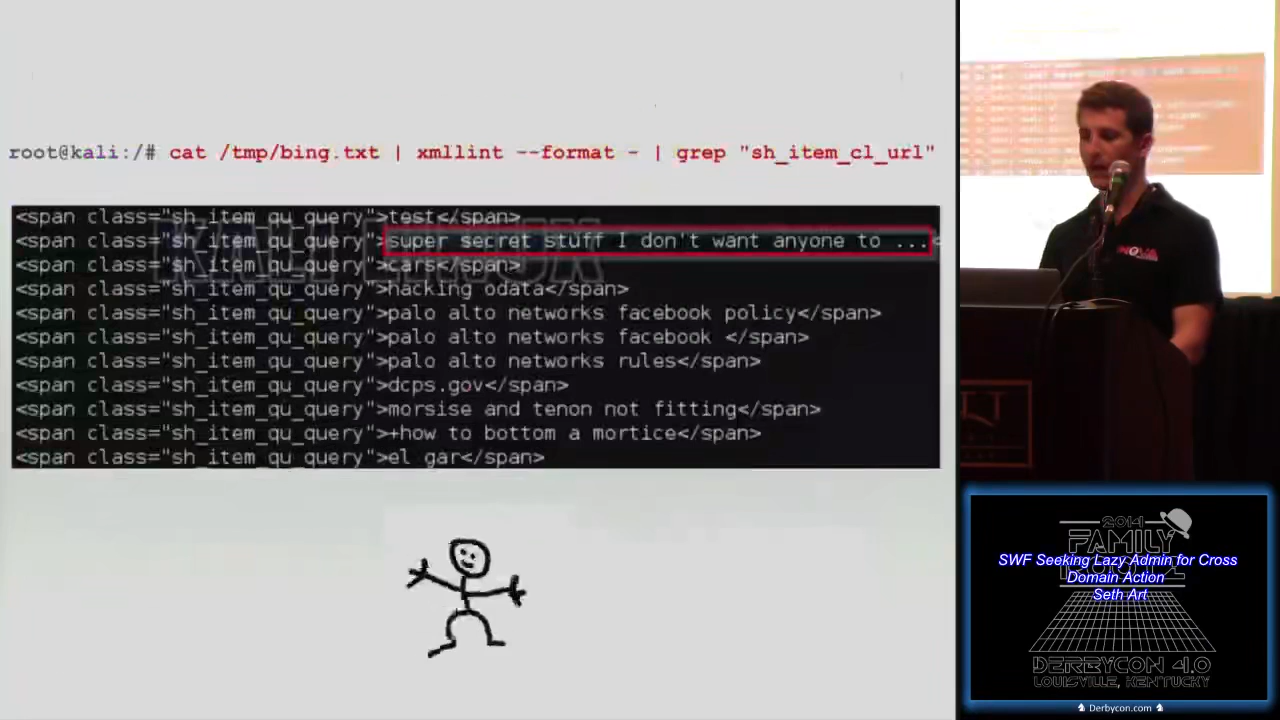 root@kali:/# cat /tmp/bing.txt | xmllint --format - | grep "sh_item_cl_url"
<span class="sh_item_qu_query">test</span>
<span class="sh_item_qu_query">super secret stuff I don't want anyone to ...<
<span class="sh_item_qu_query">cars</span>
<span class="sh_item_qu_query">hacking odata</span>
<span class="sh_item_qu_query">palo alto networks facebook policy</span>
<span class="sh_item_qu_query">palo alto networks facebook </span>
<span class="sh_item_qu_query">palo alto networks rules</span>
<span class="sh_item_qu_query">dcps.gov</span>
<span class="sh_item_qu_query">morsise and tenon not fitting</span>
<span class="sh_item_qu_query">+how to bottom a mortice</span>
<span class="sh_item_qu_query">el gar</span>
NOVA
2014
FAMILY
SWF Seeking Lazy Admin for Cross
Domain Action
Seth Art
DERBYCON 4.0
LOUISVILLE, KENTUCKY
Derbycon.com